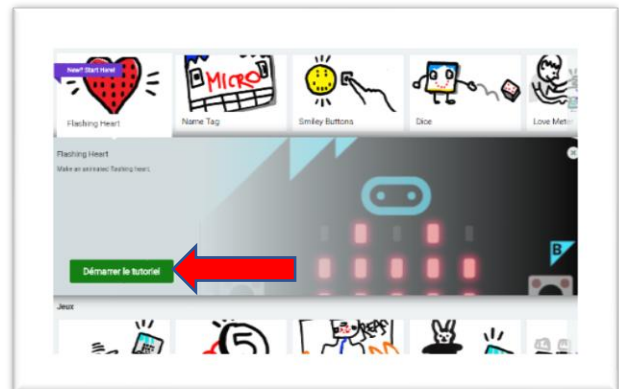 New? Start Here!
MICRO
Flashing Heart
Name Tag
Smiley Buttons
Dice
Love Meter
Flashing Heart
Make an animated flashing heart.
B
Démarrer le tutoriel
Jeux
5